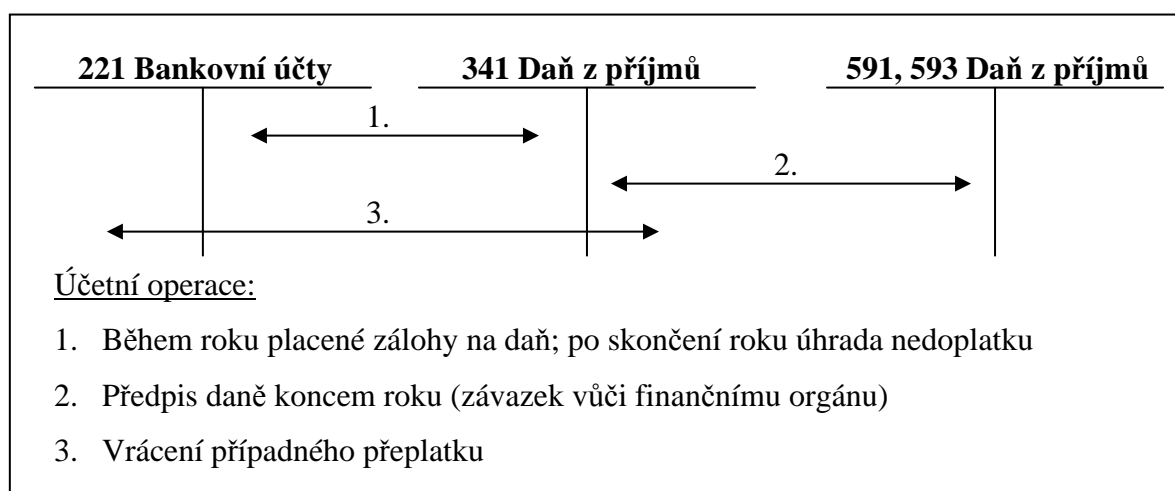 221 Bankovní účty 341 Daň z příjmů 591, 593 Daň z příjmů
1.
2.
3.
Účetní operace:
1. Během roku placené zálohy na daň; po skončení roku úhrada nedoplatku
2. Předpis daně koncem roku (závazek vůči finančnímu orgánu)
3. Vrácení případného přeplatku